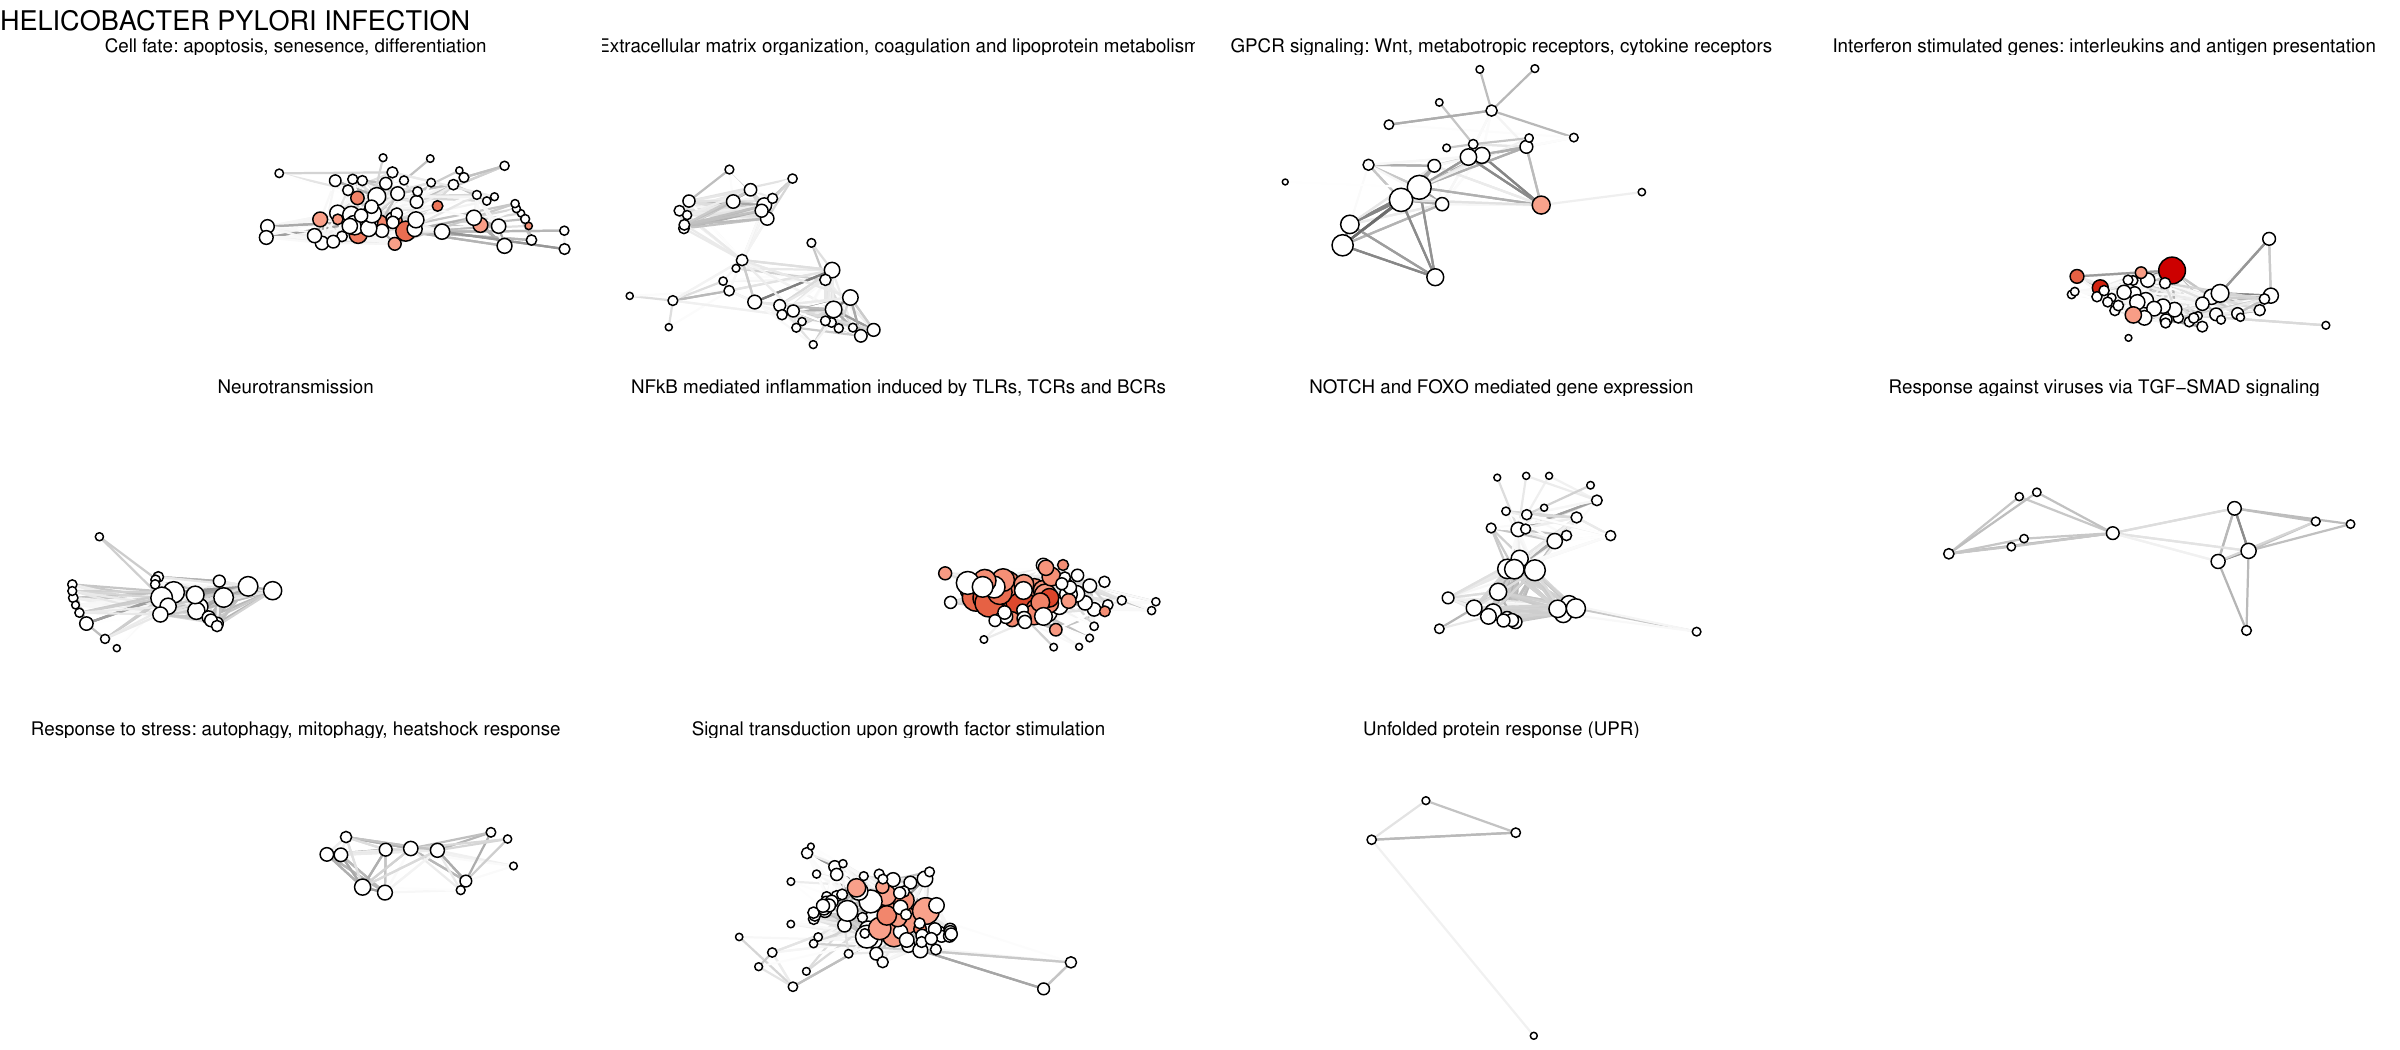 HELICOBACTER PYLORI INFECTION
Cell fate: apoptosis, senesence, differentiation
Extracellular matrix organization, coagulation and lipoprotein metabolism
GPCR signaling: Wnt, metabotropic receptors, cytokine receptors
Interferon stimulated genes: interleukins and antigen presentation
Neurotransmission
NFkB mediated inflammation induced by TLRs, TCRs and BCRs
NOTCH and FOXO mediated gene expression
Response against viruses via TGF−SMAD signaling
Response to stress: autophagy, mitophagy, heatshock response
Signal transduction upon growth factor stimulation
Unfolded protein response (UPR)